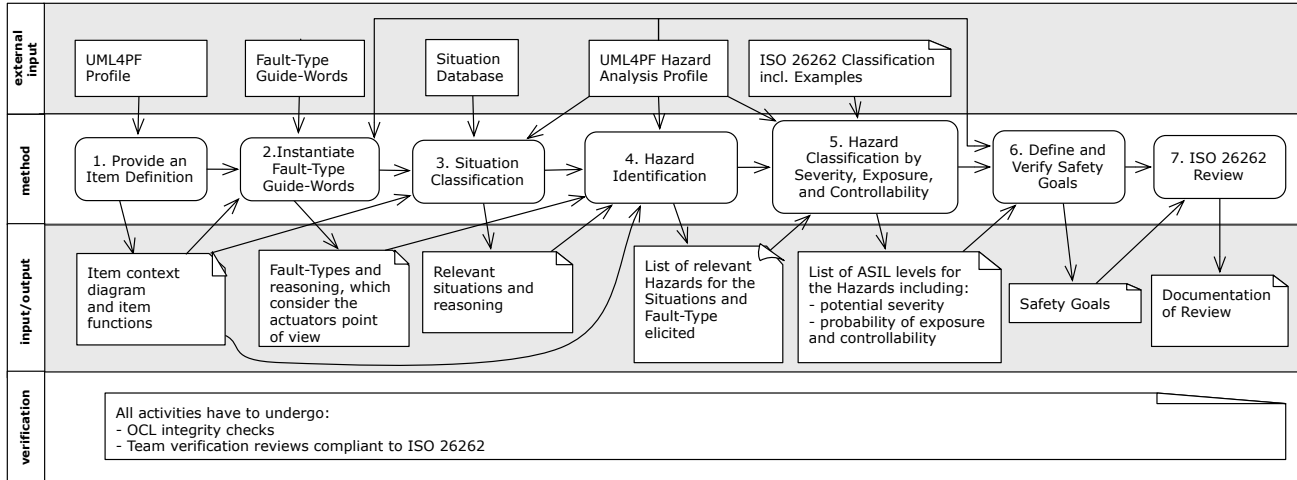 external
input
UML4PF
Profile
Fault-Type
Guide-Words
Situation
Database
UML4PF Hazard
Analysis Profile
ISO 26262 Classification
incl. Examples
method
1. Provide an
Item Definition
2.Instantiate
Fault-Type
Guide-Words
3. Situation
Classification
4. Hazard
Identification
5. Hazard
Classification by
Severity, Exposure,
and Controllability
6. Define and
Verify Safety
Goals
7. ISO 26262
Review
input/output
Item context
diagram
and item
functions
Fault-Types and
reasoning, which
consider the
actuators point
of view
Relevant
situations and
reasoning
List of relevant
Hazards for the
Situations and
Fault-Type
elicited
List of ASIL levels for
the Hazards including:
- potential severity
- probability of exposure
and controllability
Safety Goals
Documentation
of Review
verification
All activities have to undergo:
- OCL integrity checks
- Team verification reviews compliant to ISO 26262